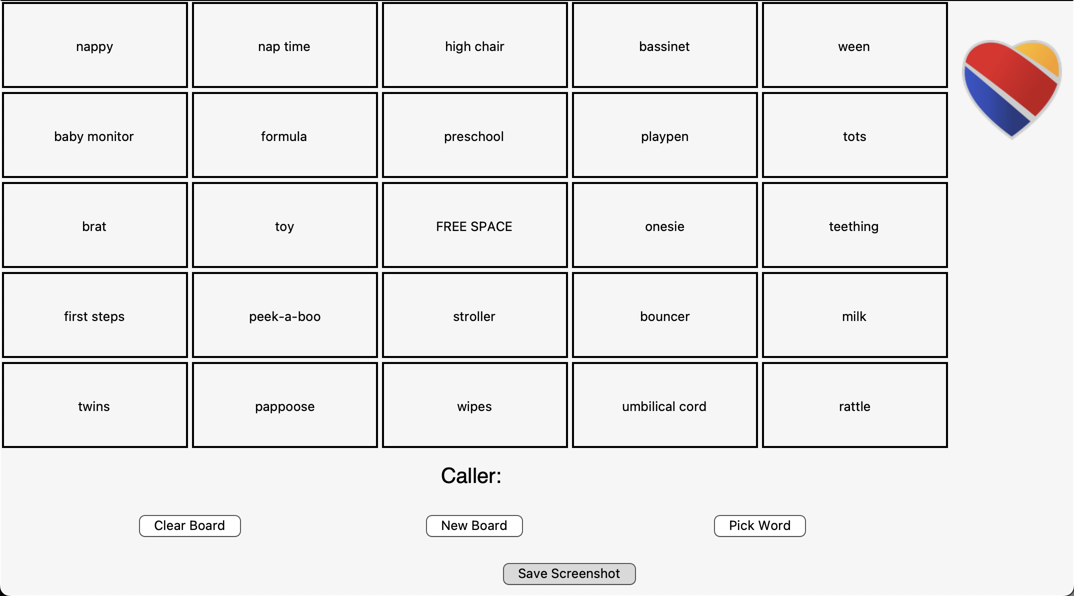 nappy
nap time
high chair
bassinet
ween
baby monitor
formula
preschool
playpen
tots
brat
toy
FREE SPACE
onesie
teething
first steps
peek-a-boo
stroller
bouncer
milk
twins
pappoose
wipes
umbilical cord
rattle
Caller:
Clear Board
New Board
Pick Word
Save Screenshot